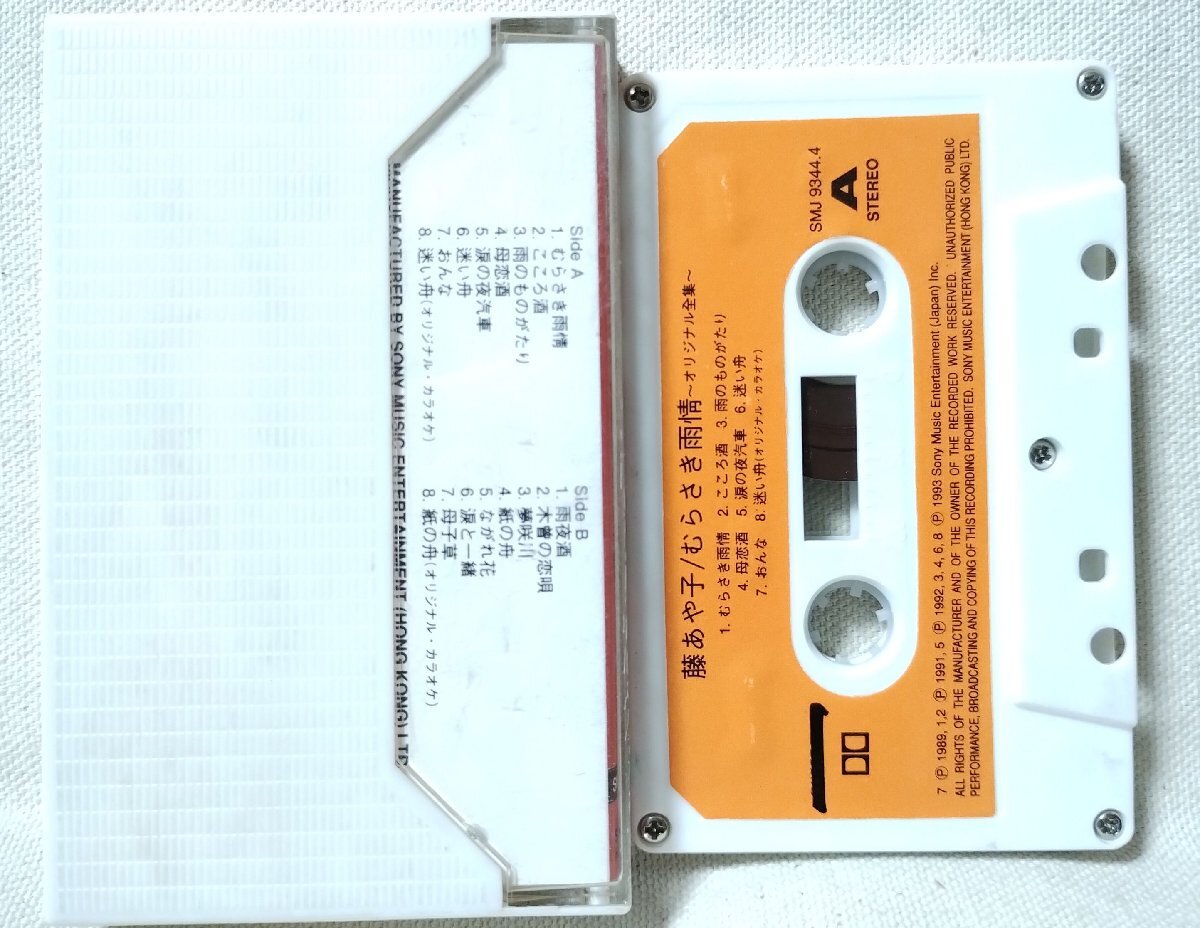 Side A
1. むらさき雨情
2. こころ酒
3. 雨のものがたり
4. 母恋酒
5. 涙の夜汽車
6. 迷い舟
7. おんな
8. 迷い舟(オリジナル・カラオケ)
Side B
1. 雨夜酒
2. 木曽の恋唄
3. 夢咲川
4. 紙の舟
5. ながれ花
6. 涙と一緒
7. 母子草
8. 紙の舟(オリジナル・カラオケ)
MANUFACTURED BY SONY MUSIC ENTERTAINMENT (HONG KONG) LTD
藤あや子/むらさき雨情~オリジナル全集~
1. むらさき雨情 2. こころ酒 3. 雨のものがたり
4. 母恋酒 5. 涙の夜汽車 6. 迷い舟
7. おんな 8. 迷い舟(オリジナル・カラオケ)
SMJ 9344.4
A
STEREO
7 Ⓟ 1989, 1,2 Ⓟ 1991, 5 Ⓟ 1992, 3, 4, 6, 8 Ⓟ 1993 Sony Music Entertainment (Japan) Inc.
ALL RIGHTS OF THE MANUFACTURER AND OF THE OWNER OF THE RECORDED WORK RESERVED. UNAUTHORIZED PUBLIC
PERFORMANCE, BROADCASTING AND COPYING OF THIS RECORDING PROHIBITED. SONY MUSIC ENTERTAINMENT (HONG KONG) LTD.